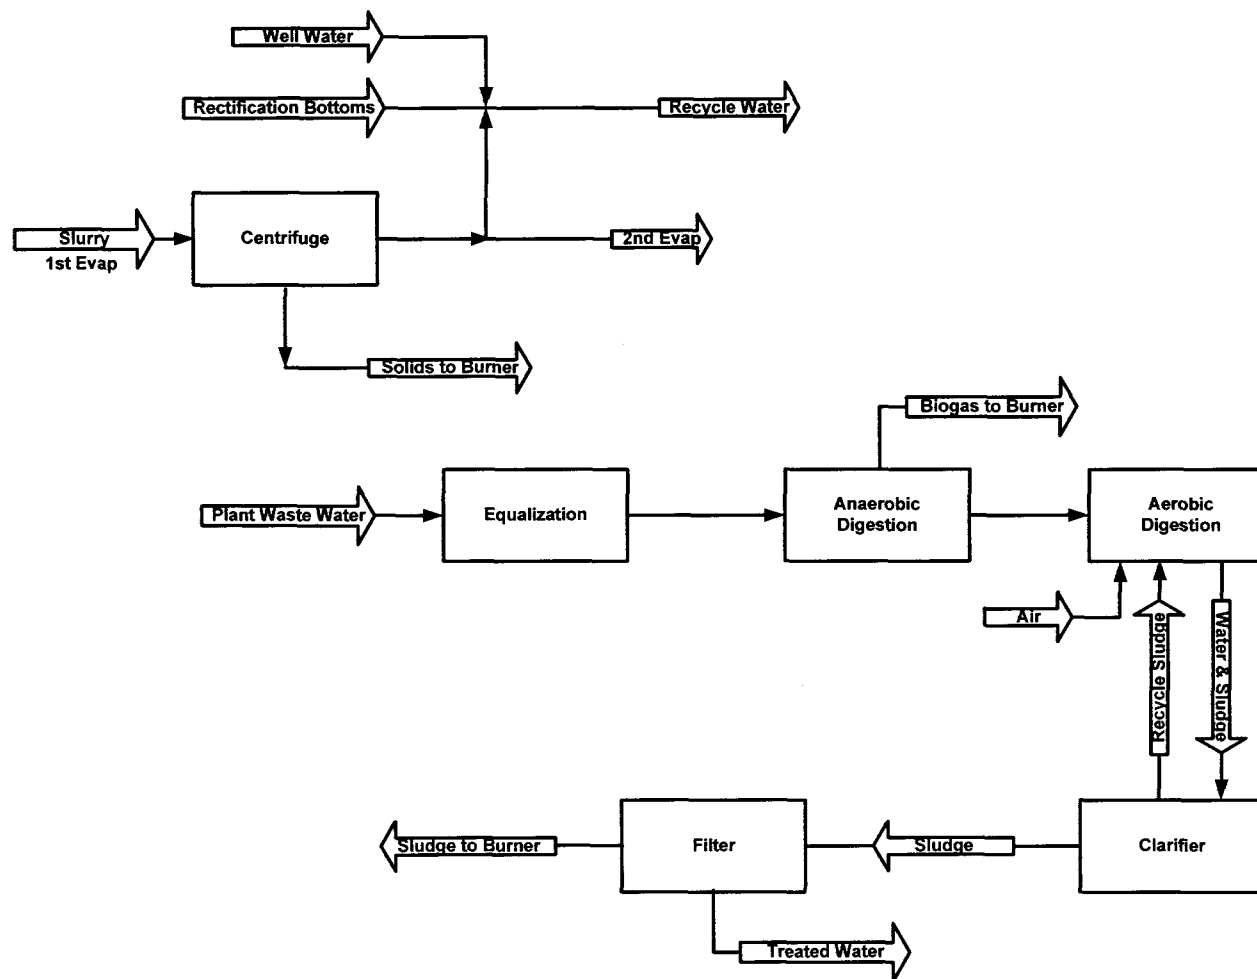 Well Water
Rectification Bottoms
Recycle Water
Slurry
1st Evap
Centrifuge
2nd Evap
Solids to Burner
Biogas to Burner
Plant Waste Water
Equalization
Anaerobic
Digestion
Aerobic
Digestion
Air
Recycle Sludge
Water & Sludge
Sludge to Burner
Filter
Sludge
Clarifier
Treated Water